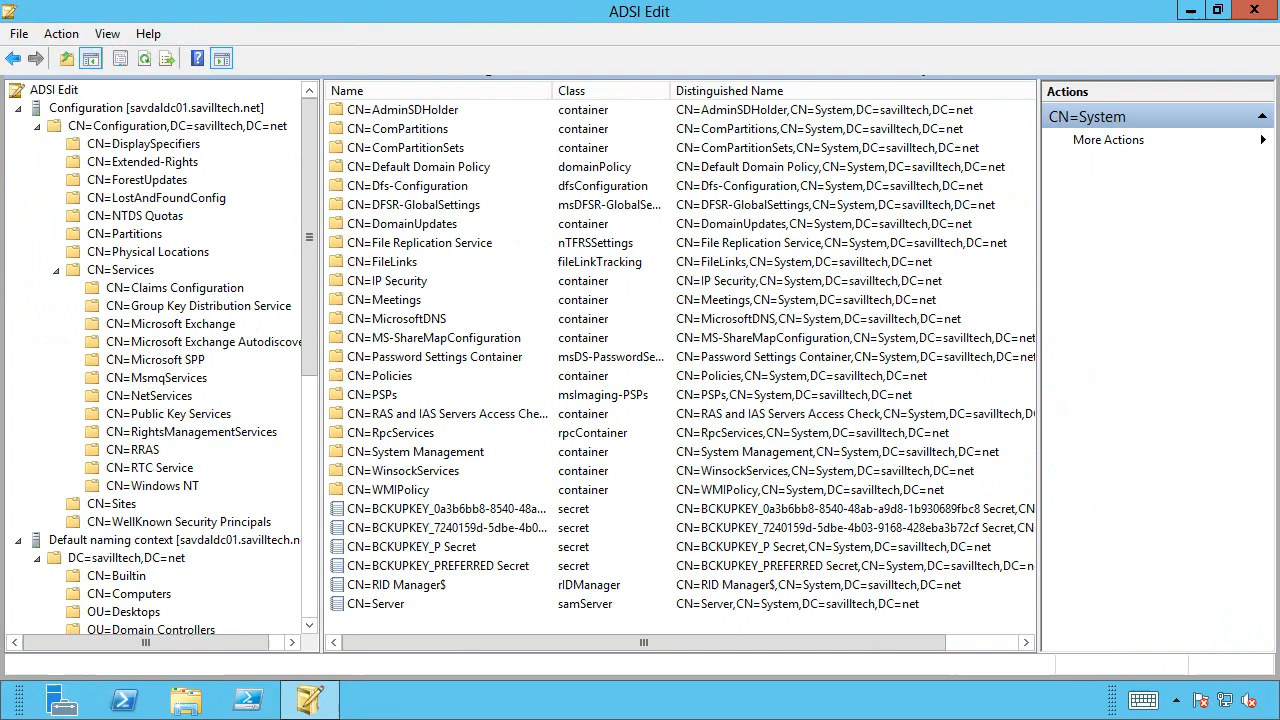 ADSI Edit
File Action View Help
ADSI Edit
Configuration [savdaldc01.savilltech.net]
CN=Configuration,DC=savilltech,DC=net
CN=DisplaySpecifiers
CN=Extended-Rights
CN=ForestUpdates
CN=LostAndFoundConfig
CN=NTDS Quotas
CN=Partitions
CN=Physical Locations
CN=Services
CN=Claims Configuration
CN=Group Key Distribution Service
CN=Microsoft Exchange
CN=Microsoft Exchange Autodiscove
CN=Microsoft SPP
CN=MsmqServices
CN=NetServices
CN=Public Key Services
CN=RightsManagementServices
CN=RRAS
CN=RTC Service
CN=Windows NT
CN=Sites
CN=WellKnown Security Principals
Default naming context [savdaldc01.savilltech.n
DC=savilltech,DC=net
CN=Builtin
CN=Computers
OU=Desktops
OU=Domain Controllers
Name Class Distinguished Name
CN=AdminSDHolder container CN=AdminSDHolder,CN=System,DC=savilltech,DC=net
CN=ComPartitions container CN=ComPartitions,CN=System,DC=savilltech,DC=net
CN=ComPartitionSets container CN=ComPartitionSets,CN=System,DC=savilltech,DC=net
CN=Default Domain Policy domainPolicy CN=Default Domain Policy,CN=System,DC=savilltech,DC=net
CN=Dfs-Configuration dfsConfiguration CN=Dfs-Configuration,CN=System,DC=savilltech,DC=net
CN=DFSR-GlobalSettings msDFSR-GlobalSe... CN=DFSR-GlobalSettings,CN=System,DC=savilltech,DC=net
CN=DomainUpdates container CN=DomainUpdates,CN=System,DC=savilltech,DC=net
CN=File Replication Service nTFRSSettings CN=File Replication Service,CN=System,DC=savilltech,DC=net
CN=FileLinks fileLinkTracking CN=FileLinks,CN=System,DC=savilltech,DC=net
CN=IP Security container CN=IP Security,CN=System,DC=savilltech,DC=net
CN=Meetings container CN=Meetings,CN=System,DC=savilltech,DC=net
CN=MicrosoftDNS container CN=MicrosoftDNS,CN=System,DC=savilltech,DC=net
CN=MS-ShareMapConfiguration container CN=MS-ShareMapConfiguration,CN=System,DC=savilltech,DC=net
CN=Password Settings Container msDS-PasswordSe... CN=Password Settings Container,CN=System,DC=savilltech,DC=net
CN=Policies container CN=Policies,CN=System,DC=savilltech,DC=net
CN=PSPs msImaging-PSPs CN=PSPs,CN=System,DC=savilltech,DC=net
CN=RAS and IAS Servers Access Che... container CN=RAS and IAS Servers Access Check,CN=System,DC=savilltech,D
CN=RpcServices rpcContainer CN=RpcServices,CN=System,DC=savilltech,DC=net
CN=System Management container CN=System Management,CN=System,DC=savilltech,DC=net
CN=WinsockServices container CN=WinsockServices,CN=System,DC=savilltech,DC=net
CN=WMIPolicy container CN=WMIPolicy,CN=System,DC=savilltech,DC=net
CN=BCKUPKEY_0a3b6bb8-8540-48a... secret CN=BCKUPKEY_0a3b6bb8-8540-48ab-a9d8-1b930689fbc8 Secret,CN
CN=BCKUPKEY_7240159d-5dbe-4b0... secret CN=BCKUPKEY_7240159d-5dbe-4b03-9168-428eba3b72cf Secret,CN
CN=BCKUPKEY_P Secret secret CN=BCKUPKEY_P Secret,CN=System,DC=savilltech,DC=net
CN=BCKUPKEY_PREFERRED Secret secret CN=BCKUPKEY_PREFERRED Secret,CN=System,DC=savilltech,DC=n
CN=RID Manager$ rIDManager CN=RID Manager$,CN=System,DC=savilltech,DC=net
CN=Server samServer CN=Server,CN=System,DC=savilltech,DC=net
Actions
CN=System
More Actions